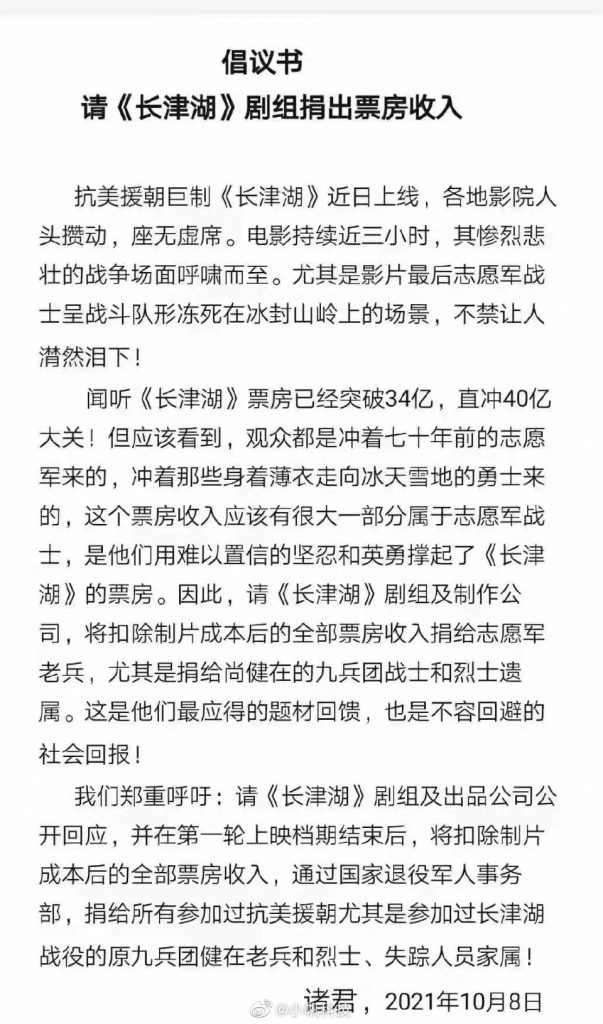 倡议书
请《长津湖》剧组捐出票房收入
抗美援朝巨制《长津湖》近日上线，各地影院人
头攒动，座无虚席。电影持续近三小时，其惨烈悲
壮的战争场面呼啸而至。尤其是影片最后志愿军战
士呈战斗队形冻死在冰封山岭上的场景，不禁让人
潸然泪下！
闻听《长津湖》票房已经突破34亿，直冲40亿
大关！但应该看到，观众都是冲着七十年前的志愿
军来的，冲着那些身着薄衣走向冰天雪地的勇士来
的，这个票房收入应该有很大一部分属于志愿军战
士，是他们用难以置信的坚忍和英勇撑起了《长津
湖》的票房。因此，请《长津湖》剧组及制作公
司，将扣除制片成本后的全部票房收入捐给志愿军
老兵，尤其是捐给尚健在的九兵团战士和烈士遗
属。这是他们最应得的题材回馈，也是不容回避的
社会回报！
我们郑重呼吁：请《长津湖》剧组及出品公司公
开回应，并在第一轮上映档期结束后，将扣除制片
成本后的全部票房收入，通过国家退役军人事务
部，捐给所有参加过抗美援朝尤其是参加过长津湖
战役的原九兵团健在老兵和烈士、失踪人员家属！
诸君，2021年10月8日